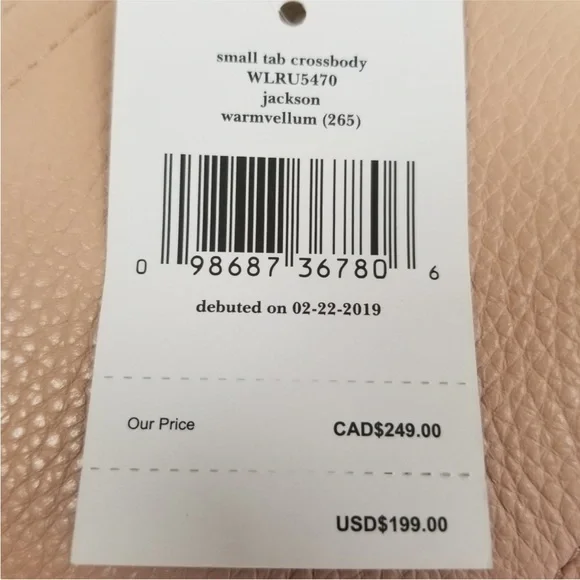 small tab crossbody
WLRU5470
jackson
warmvellum (265)
0 98687 36780 6
debuted on 02-22-2019
Our Price CAD$249.00
USD$199.00